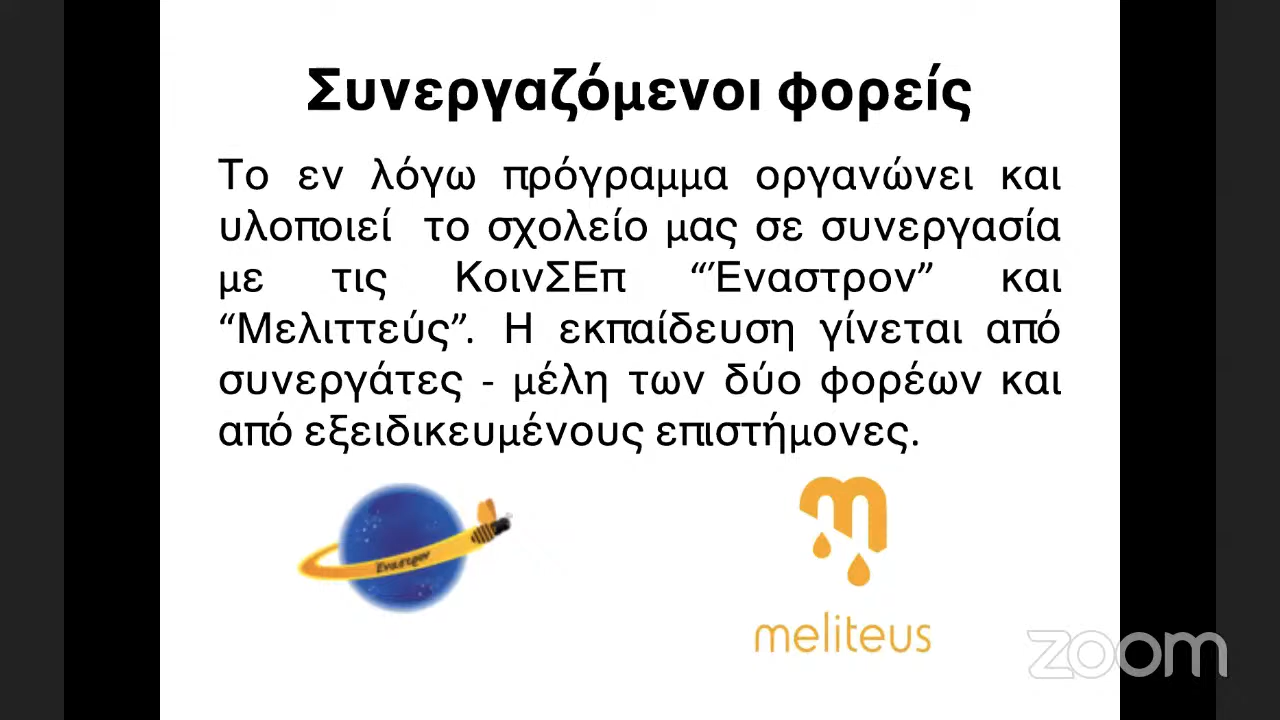 Συνεργαζόμενοι φορείς
Το εν λόγω πρόγραμμα οργανώνει και
υλοποιεί το σχολείο μας σε συνεργασία
με τις ΚοινΣΕπ “Έναστρον” και
“Μελιττεύς”. Η εκπαίδευση γίνεται από
συνεργάτες - μέλη των δύο φορέων και
από εξειδικευμένους επιστήμονες.
Έναστρον
meliteus
zoom